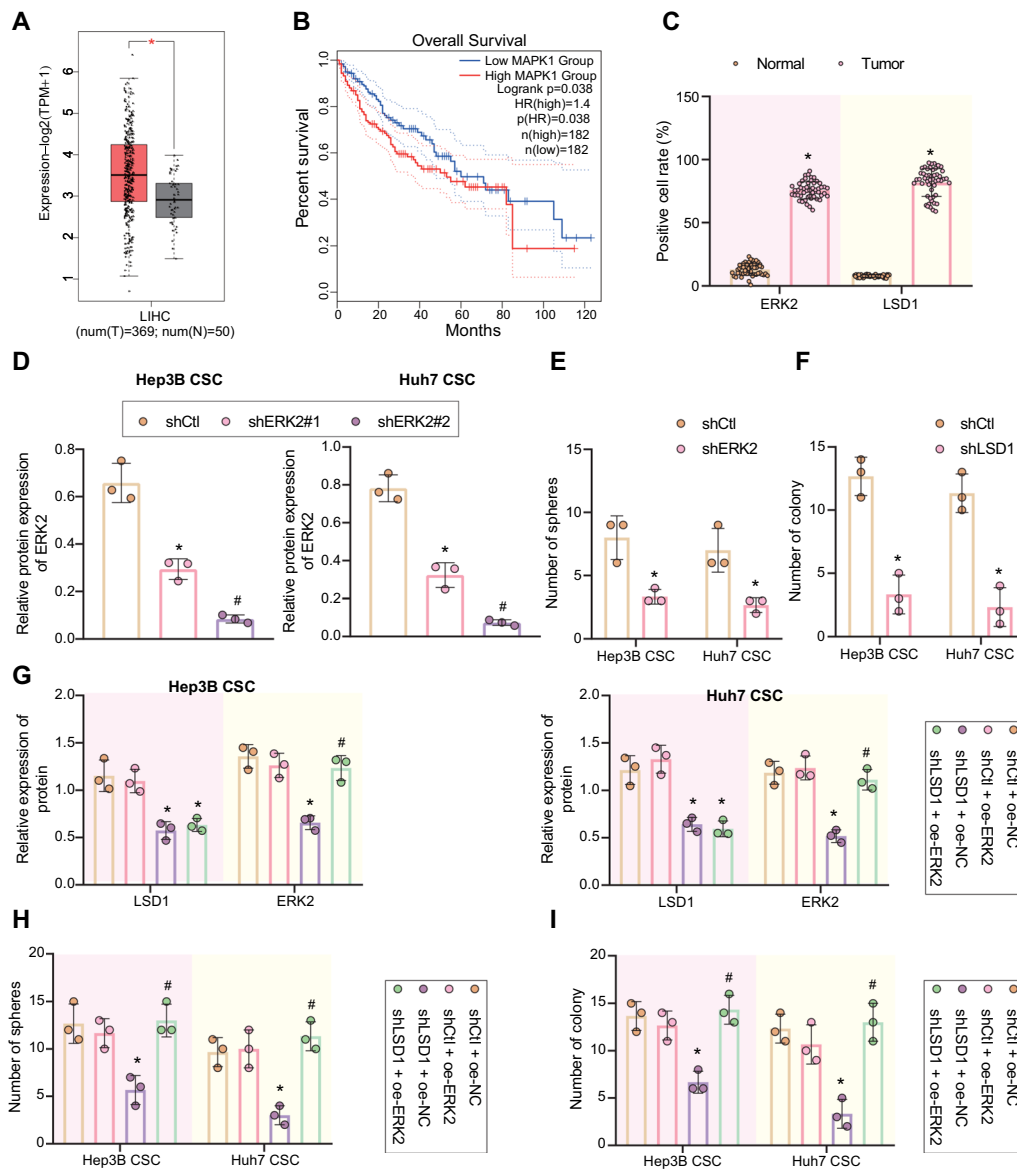 A
*
6
5
4
3
2
1
Expression–log2(TPM+1)
LIHC
(num(T)=369; num(N)=50)
B
Overall Survival
Low MAPK1 Group
High MAPK1 Group
Logrank p=0.038
HR(high)=1.4
p(HR)=0.038
n(high)=182
n(low)=182
Percent survival
1.0
0.8
0.6
0.4
0.2
0.0
0 20 40 60 80 100 120
Months
C
Normal Tumor
Positive cell rate (%)
150
100
50
0
* *
ERK2 LSD1
D
Hep3B CSC Huh7 CSC
shCtl shERK2#1 shERK2#2
Relative protein expression
of ERK2
0.8
0.6
0.4
0.2
0.0
* #
Relative protein expression
of ERK2
0.8
0.6
0.4
0.2
0.0
* #
E
shCtl
shERK2
Number of spheres
15
10
5
0
* *
Hep3B CSC Huh7 CSC
F
shCtl
shLSD1
Number of colony
15
10
5
0
* *
Hep3B CSC Huh7 CSC
G
Hep3B CSC
Relative expression of
protein
2.0
1.5
1.0
0.5
0.0
* * * #
LSD1 ERK2
Huh7 CSC
Relative expression of
protein
2.0
1.5
1.0
0.5
0.0
* * * #
LSD1 ERK2
shCtl + oe-NC
shCtl + oe-ERK2
shLSD1 + oe-NC
shLSD1 + oe-ERK2
H
Number of spheres
20
15
10
5
0
* # * #
Hep3B CSC Huh7 CSC
shCtl + oe-NC
shCtl + oe-ERK2
shLSD1 + oe-NC
shLSD1 + oe-ERK2
I
Number of colony
20
15
10
5
0
* # * #
Hep3B CSC Huh7 CSC
shCtl + oe-NC
shCtl + oe-ERK2
shLSD1 + oe-NC
shLSD1 + oe-ERK2